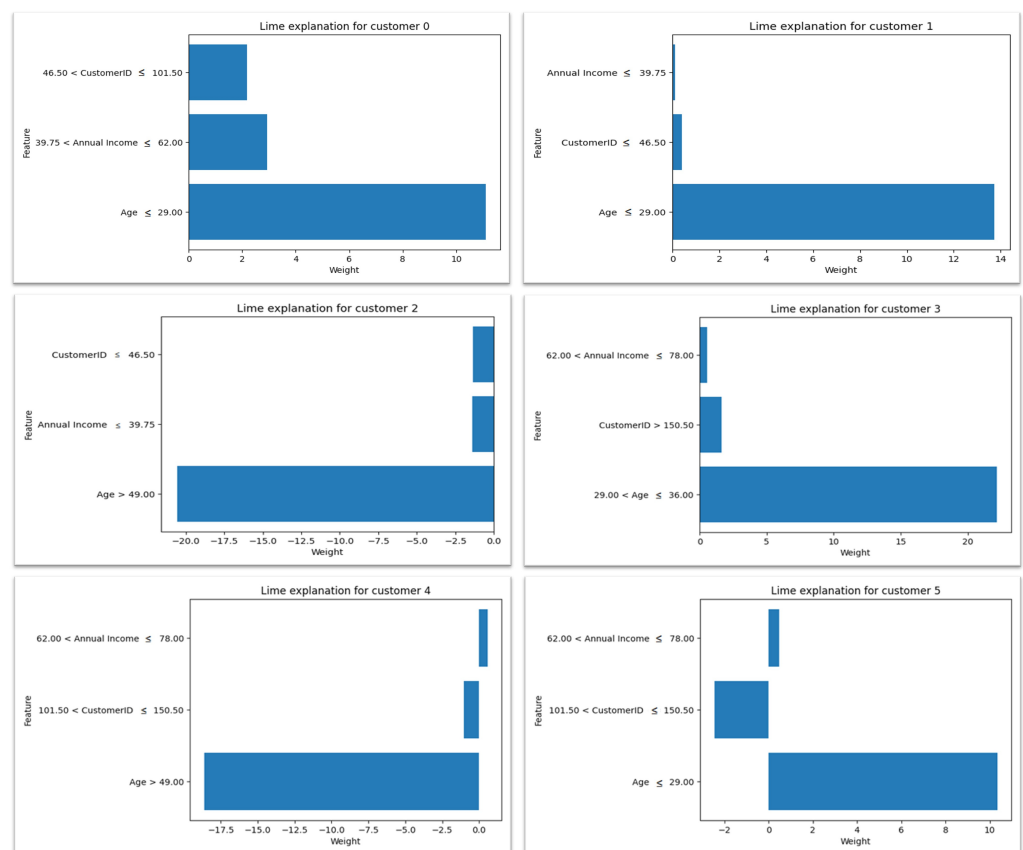 Lime explanation for customer 0
46.50 < CustomerID ≤ 101.50
39.75 < Annual Income ≤ 62.00
Age ≤ 29.00
Feature
0 2 4 6 8 10
Weight
Lime explanation for customer 1
Annual Income ≤ 39.75
CustomerID ≤ 46.50
Age ≤ 29.00
Feature
0 2 4 6 8 10 12 14
Weight
Lime explanation for customer 2
CustomerID ≤ 46.50
Annual Income ≤ 39.75
Age > 49.00
Feature
−20.0 −17.5 −15.0 −12.5 −10.0 −7.5 −5.0 −2.5 0.0
Weight
Lime explanation for customer 3
62.00 < Annual Income ≤ 78.00
CustomerID > 150.50
29.00 < Age ≤ 36.00
Feature
0 5 10 15 20
Weight
Lime explanation for customer 4
62.00 < Annual Income ≤ 78.00
101.50 < CustomerID ≤ 150.50
Age > 49.00
Feature
−17.5 −15.0 −12.5 −10.0 −7.5 −5.0 −2.5 0.0
Weight
Lime explanation for customer 5
62.00 < Annual Income ≤ 78.00
101.50 < CustomerID ≤ 150.50
Age ≤ 29.00
Feature
−2 0 2 4 6 8 10
Weight